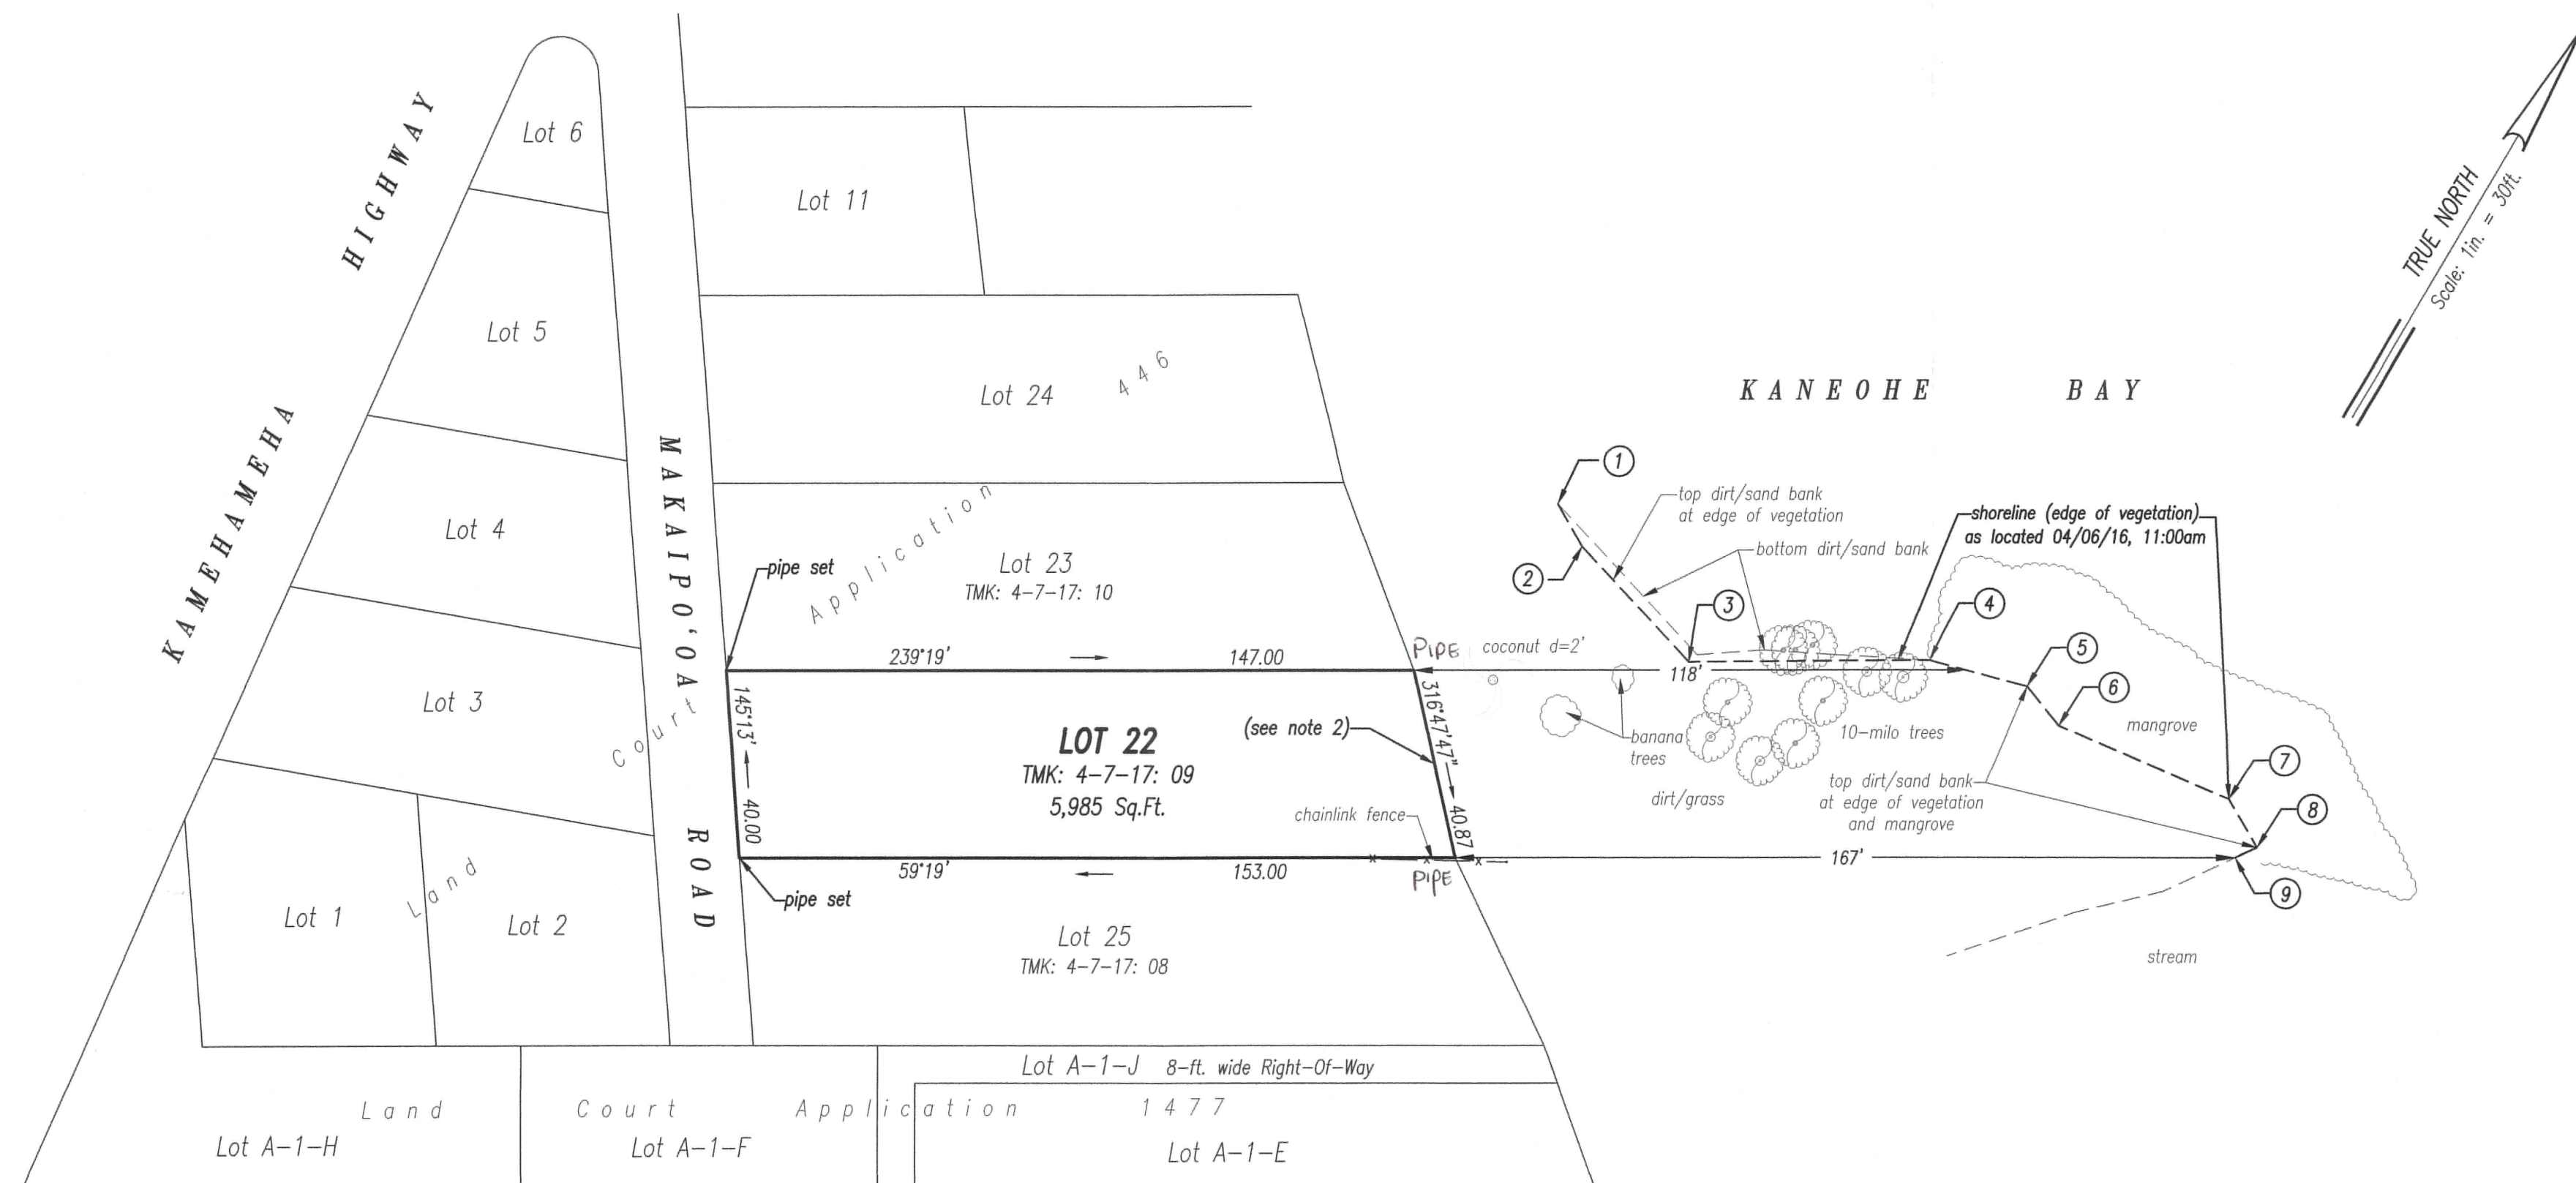 KAMEHAMEHA HIGHWAY
Lot 6
Lot 5
Lot 4
Lot 3
Lot 1
Lot 2
MAKAIPO'OA ROAD
Lot 11
Lot 24
Land Court Application 446
Lot 23
TMK: 4-7-17: 10
pipe set
239°19' 147.00
PIPE
coconut d=2'
118'
145°13' 40.00
LOT 22
TMK: 4-7-17: 09
5,985 Sq.Ft.
(see note 2)
316°47'47" 40.87
chainlink fence
59°19' 153.00
PIPE
pipe set
167'
Lot 25
TMK: 4-7-17: 08
Lot A-1-J 8-ft. wide Right-Of-Way
Land Court Application 1477
Lot A-1-H
Lot A-1-F
Lot A-1-E
KANEOHE BAY
1
top dirt/sand bank
at edge of vegetation
bottom dirt/sand bank
shoreline (edge of vegetation)
as located 04/06/16, 11:00am
2
3
4
5
6
mangrove
banana
trees
10-milo trees
dirt/grass
top dirt/sand bank
at edge of vegetation
and mangrove
7
8
9
stream
TRUE NORTH
Scale: 1in. = 30ft.